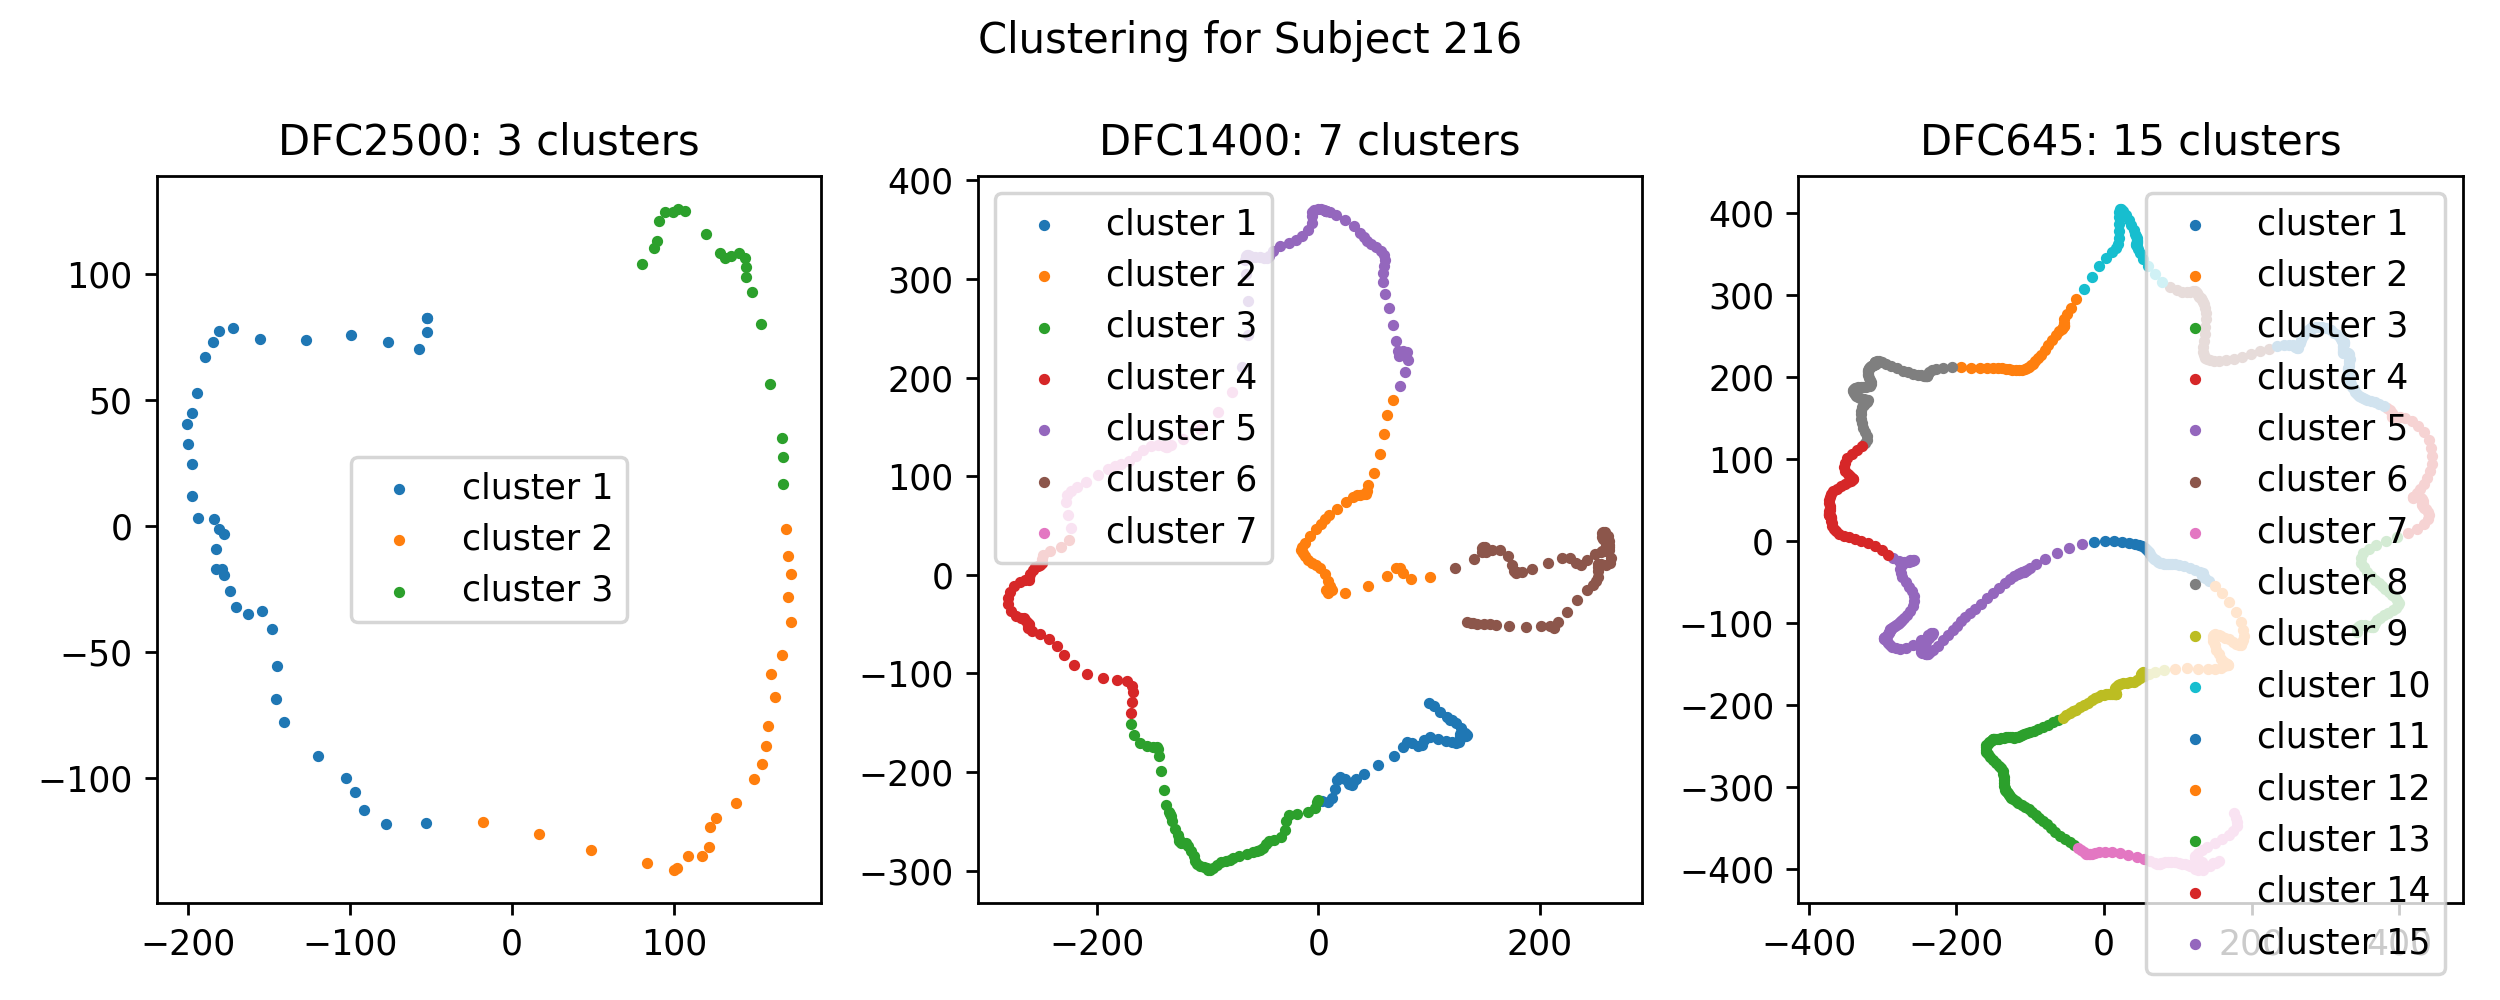 Clustering for Subject 216
DFC2500: 3 clusters
100
50
0
−50
−100
−200
−100
0
100
cluster 1
cluster 2
cluster 3
DFC1400: 7 clusters
400
300
200
100
0
−100
−200
−300
−200
0
200
cluster 1
cluster 2
cluster 3
cluster 4
cluster 5
cluster 6
cluster 7
DFC645: 15 clusters
400
300
200
100
0
−100
−200
−300
−400
−400
−200
0
200
400
cluster 1
cluster 2
cluster 3
cluster 4
cluster 5
cluster 6
cluster 7
cluster 8
cluster 9
cluster 10
cluster 11
cluster 12
cluster 13
cluster 14
cluster 15